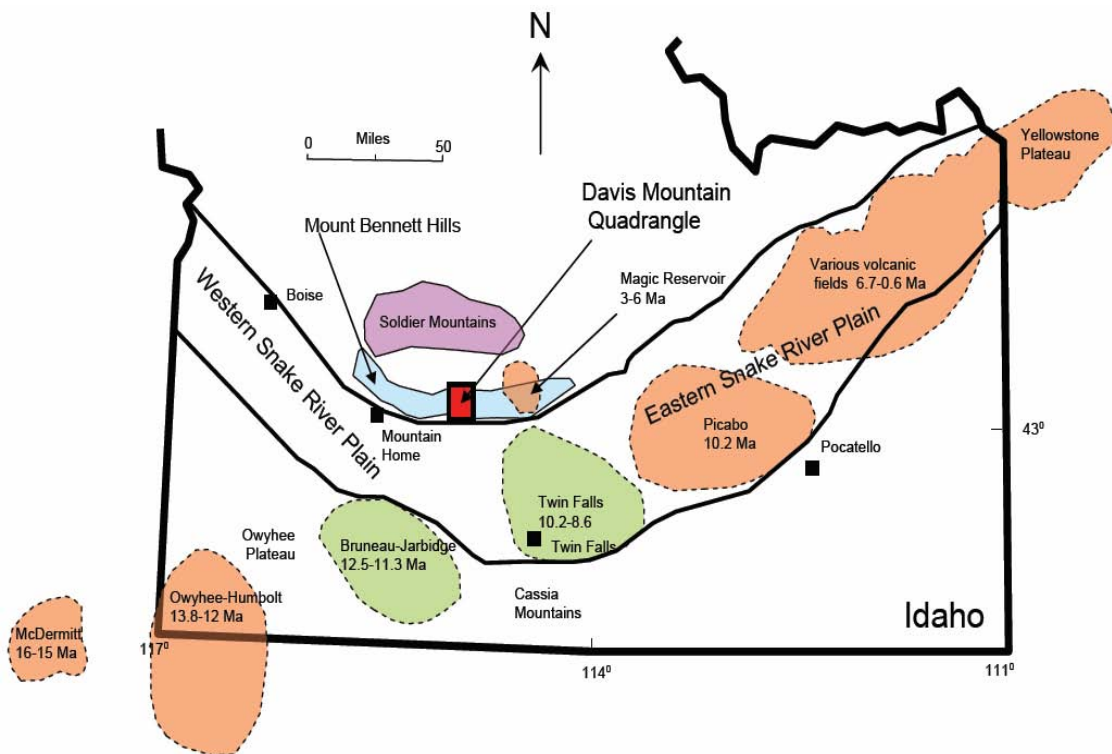 N
0 Miles 50
Yellowstone
Plateau
Davis Mountain
Quadrangle
Mount Bennett Hills
Magic Reservoir
3-6 Ma
Various volcanic
fields 6.7-0.6 Ma
Boise
Soldier Mountains
Western Snake River Plain
Eastern Snake River Plain
Mountain
Home
Picabo
10.2 Ma
43⁰
Pocatello
Twin Falls
10.2-8.6
Twin Falls
Owyhee
Plateau
Bruneau-Jarbidge
12.5-11.3 Ma
Cassia
Mountains
Owyhee-Humbolt
13.8-12 Ma
Idaho
McDermitt
16-15 Ma
117⁰
114⁰
111⁰